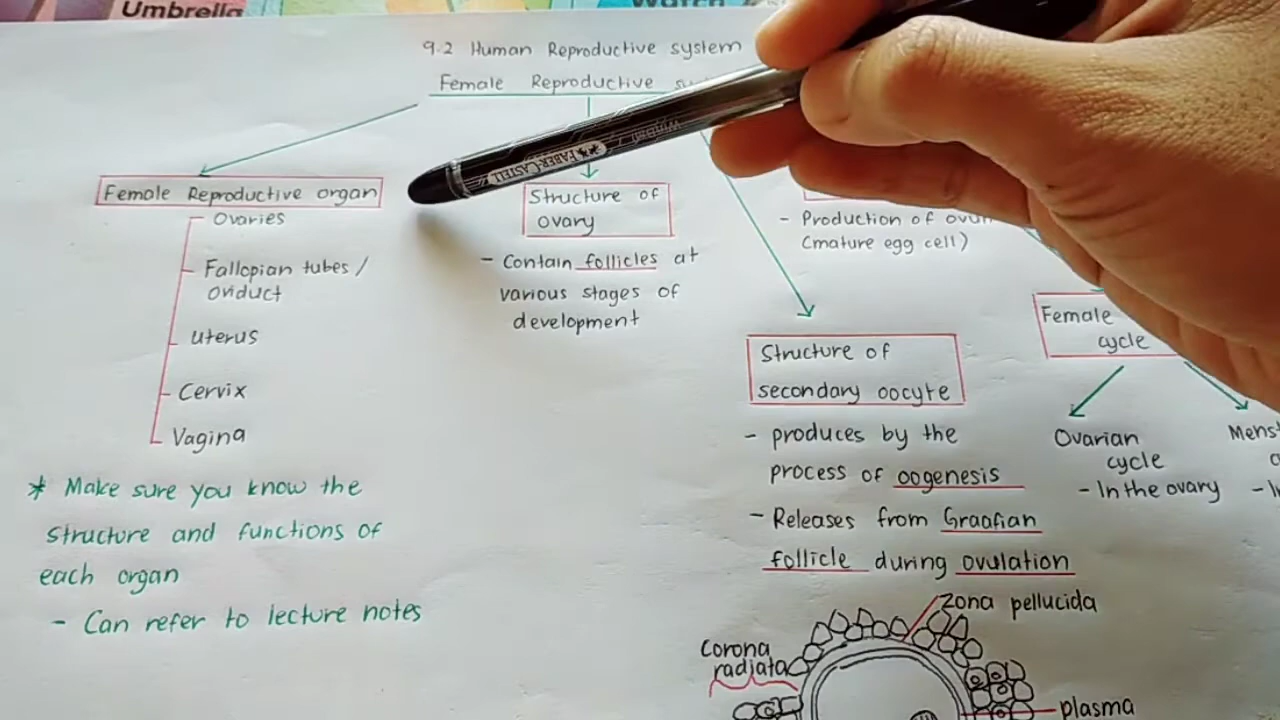 Umbrella
9.2 Human Reproductive system
Female Reproductive
Female Reproductive organ
Ovaries
Fallopian tubes /
oviduct
Uterus
Cervix
Vagina
* Make sure you know the
structure and functions of
each organ
- Can refer to lecture notes
FABER-CASTELL
Structure of
ovary
- Contain follicles at
various stages of
development
- Production of
(mature egg cell)
Structure of
secondary oocyte
- produces by the
process of oogenesis
- Releases from Graafian
follicle during ovulation
Zona pellucida
Corona
radiata
plasma
Female
cycle
Ovarian
cycle
- In the ovary